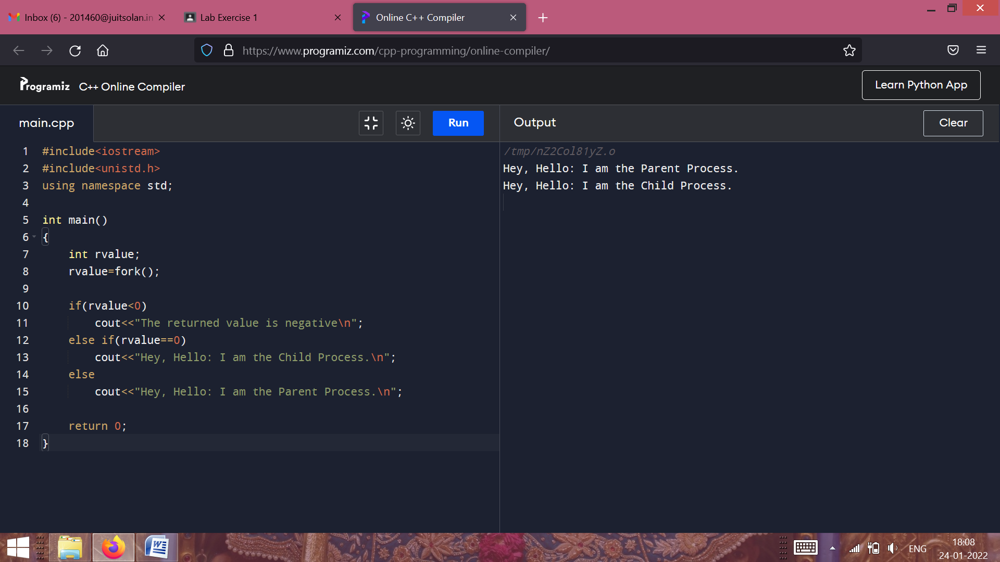 Inbox (6) - 201460@juitsolan.in
Lab Exercise 1
Online C++ Compiler
https://www.programiz.com/cpp-programming/online-compiler/
Programiz C++ Online Compiler
Learn Python App
main.cpp
Run
Output
Clear
1 #include<iostream>
2 #include<unistd.h>
3 using namespace std;
4
5 int main()
6 {
7     int rvalue;
8     rvalue=fork();
9
10     if(rvalue<0)
11         cout<<"The returned value is negative\n";
12     else if(rvalue==0)
13         cout<<"Hey, Hello: I am the Child Process.\n";
14     else
15         cout<<"Hey, Hello: I am the Parent Process.\n";
16
17     return 0;
18 }
/tmp/nZ2Col81yZ.o
Hey, Hello: I am the Parent Process.
Hey, Hello: I am the Child Process.
W
ENG
18:08
24-01-2022